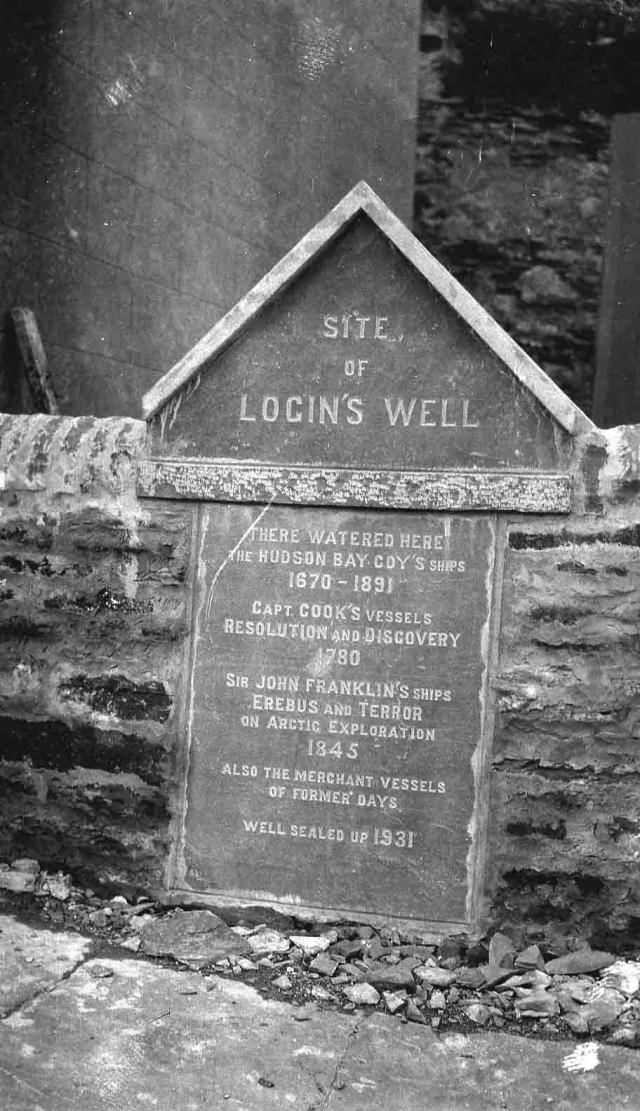 SITE
OF
LOGIN'S WELL
THERE WATERED HERE
THE HUDSON BAY COY'S SHIPS
1670 - 1891
CAPT. COOK'S VESSELS
RESOLUTION AND DISCOVERY
1780
SIR JOHN FRANKLIN'S SHIPS
EREBUS AND TERROR
ON ARCTIC EXPLORATION
1845
ALSO THE MERCHANT VESSELS
OF FORMER DAYS
WELL SEALED UP 1931